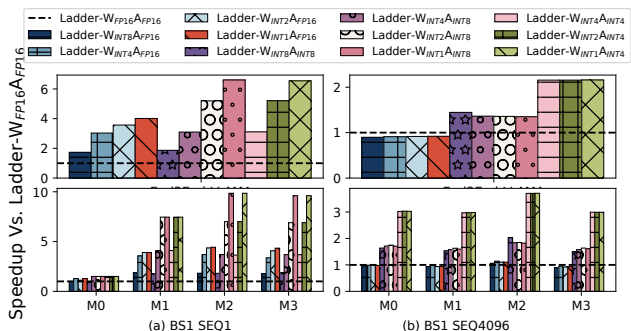 Ladder-W_FP16A_FP16 Ladder-W_INT2A_FP16 Ladder-W_INT4A_INT8 Ladder-W_INT4A_INT4
Ladder-W_INT8A_FP16 Ladder-W_INT1A_FP16 Ladder-W_INT2A_INT8 Ladder-W_INT2A_INT4
Ladder-W_INT4A_FP16 Ladder-W_INT8A_INT8 Ladder-W_INT1A_INT8 Ladder-W_INT1A_INT4
Speedup Vs. Ladder-W_FP16A_FP16
6
4
2
0
2
1
0
10
5
0
M0 M1 M2 M3
3
2
1
0
M0 M1 M2 M3
(a) BS1 SEQ1
(b) BS1 SEQ4096